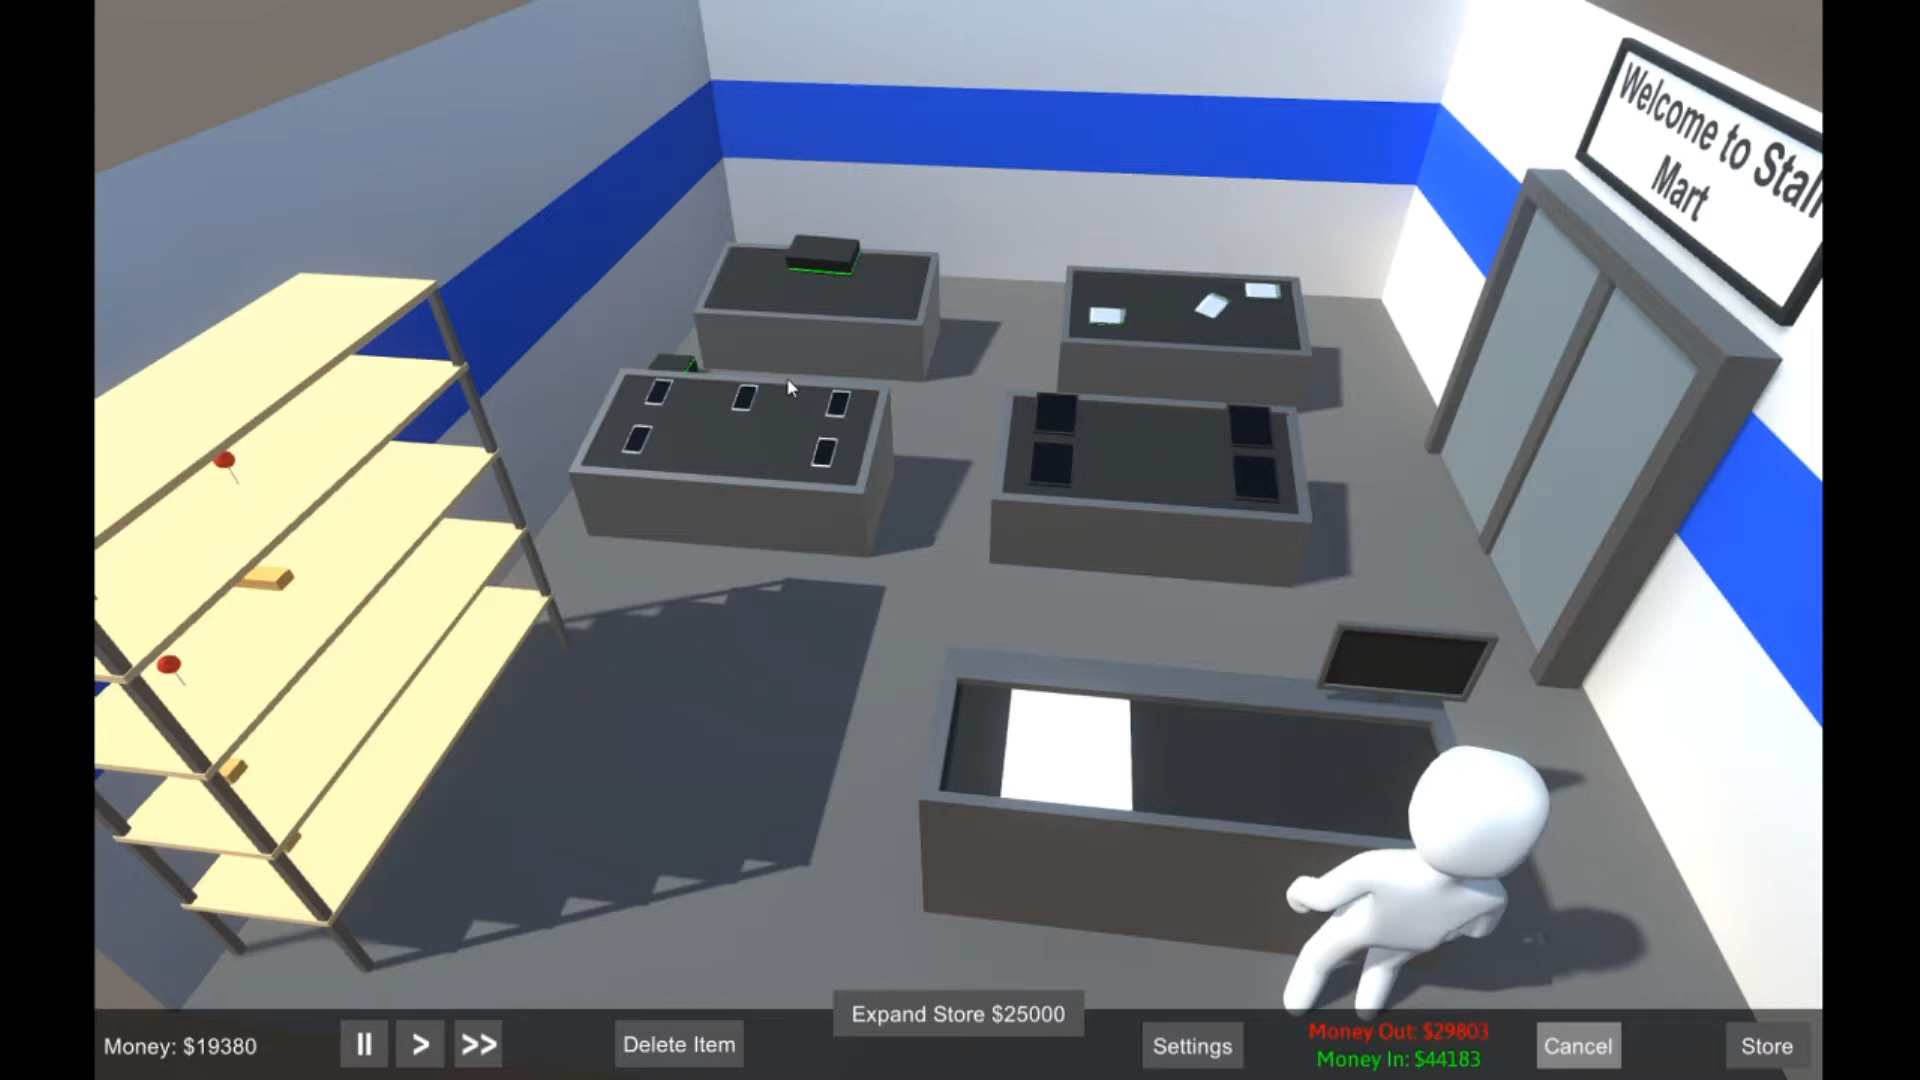 Welcome to Stall
Mart
Expand Store $25000
Money: $19380
Delete Item
Settings
Money Out: $29803
Money In: $44183
Cancel
Store